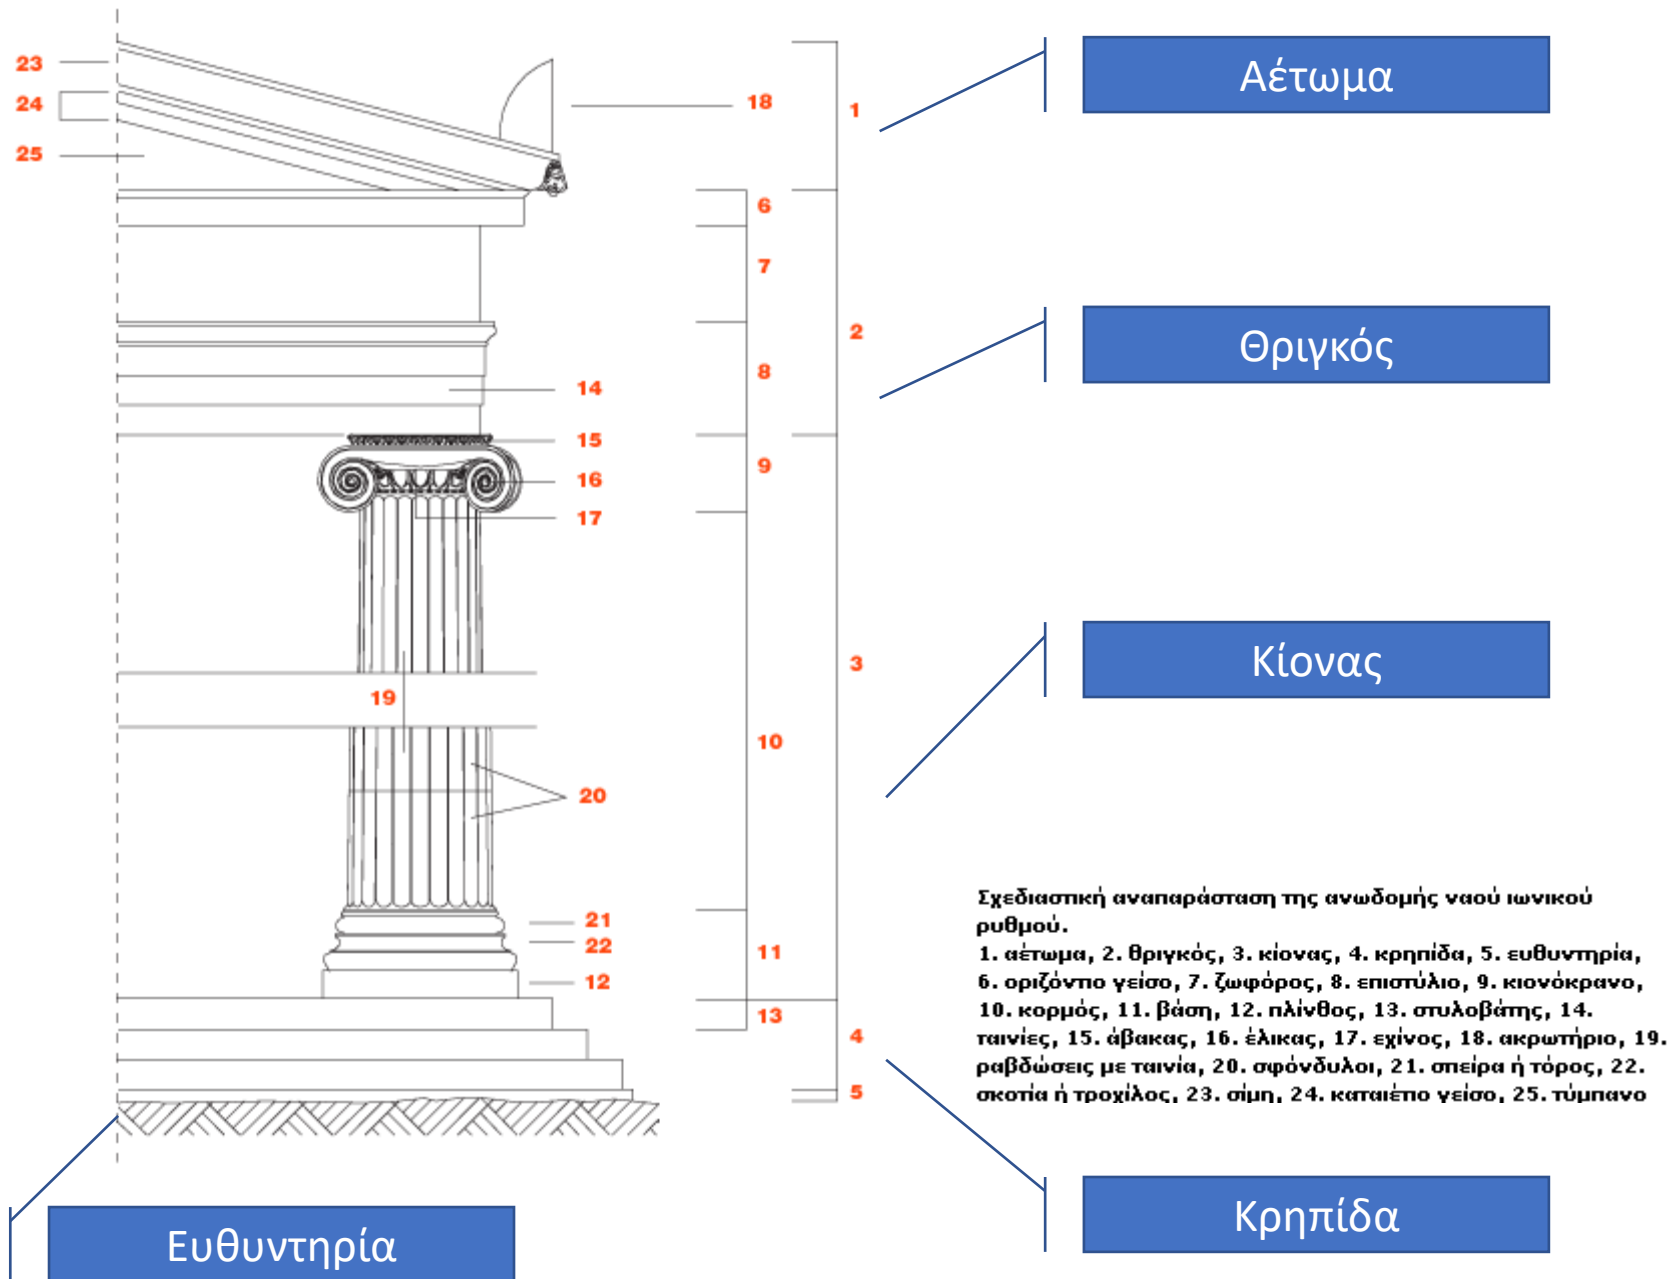 23
24
25
18
1
6
7
2
8
14
15
9
16
17
3
19
10
20
21
22
11
12
13
4
5
Αέτωμα
Θριγκός
Κίονας
Σχεδιαστική αναπαράσταση της ανωδομής ναού ιωνικού
ρυθμού.
1. αέτωμα, 2. θριγκός, 3. κίονας, 4. κρηπίδα, 5. ευθυντηρία,
6. οριζόντιο γείσο, 7. ζωφόρος, 8. επιστύλιο, 9. κιονόκρανο,
10. κορμός, 11. βάση, 12. πλίνθος, 13. στυλοβάτης, 14.
ταινίες, 15. άβακας, 16. έλικας, 17. εχίνος, 18. ακρωτήριο, 19.
ραβδώσεις με ταινία, 20. σφόνδυλοι, 21. σπείρα ή τόρος, 22.
σκοτία ή τροχίλος, 23. σίμη, 24. καταιέτιο γείσο, 25. τύμπανο
Κρηπίδα
Ευθυντηρία